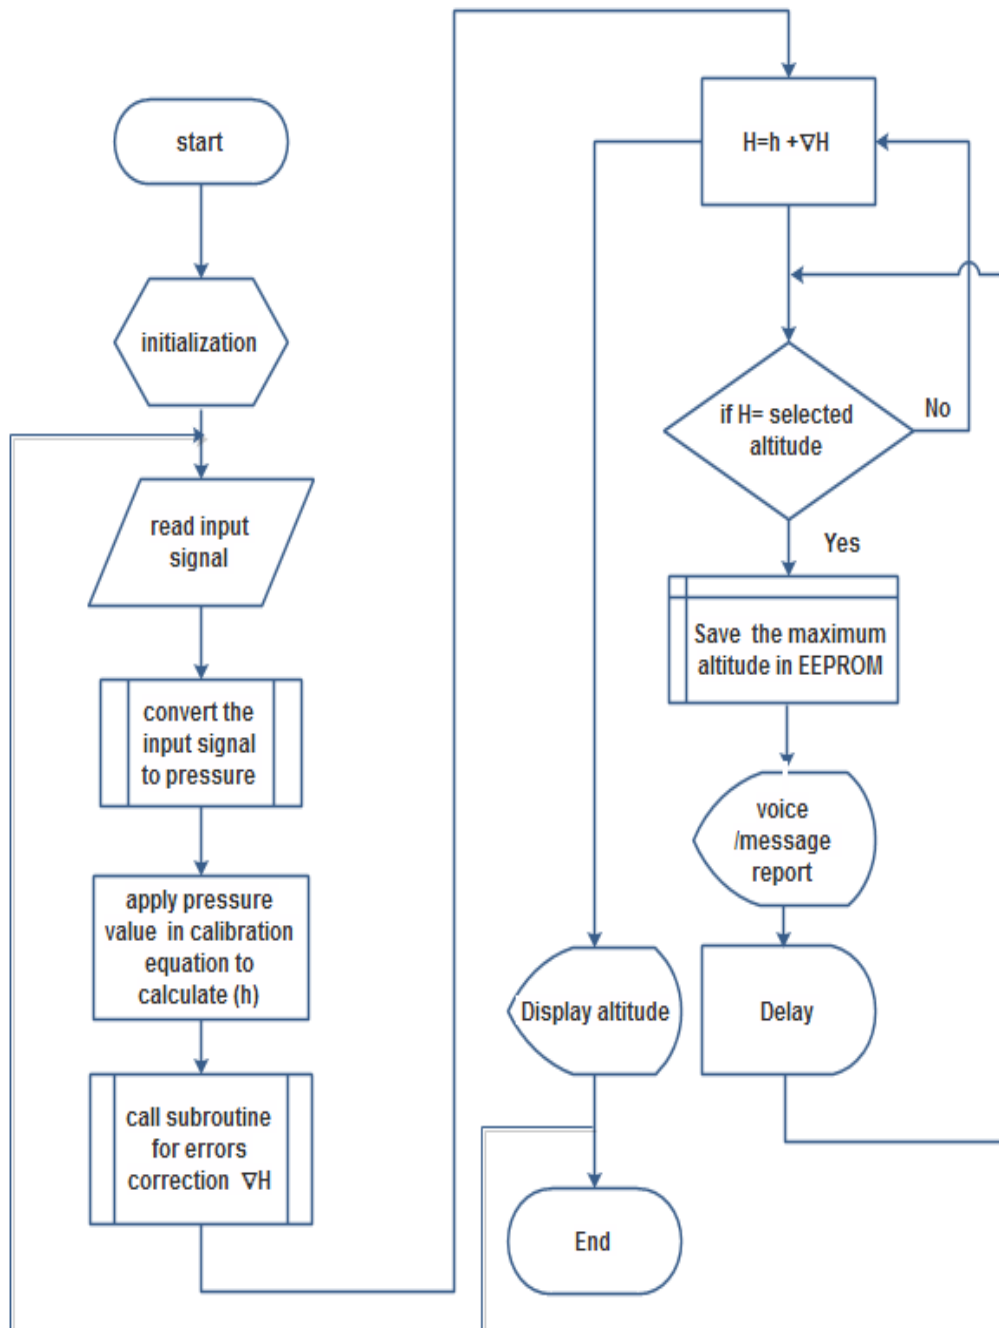 start
initialization
read input
signal
convert the
input signal
to pressure
apply pressure
value in calibration
equation to
calculate (h)
call subroutine
for errors
correction ∇H
H=h +∇H
if H= selected
altitude
No
Yes
Save the maximum
altitude in EEPROM
voice
/message
report
Display altitude
Delay
End